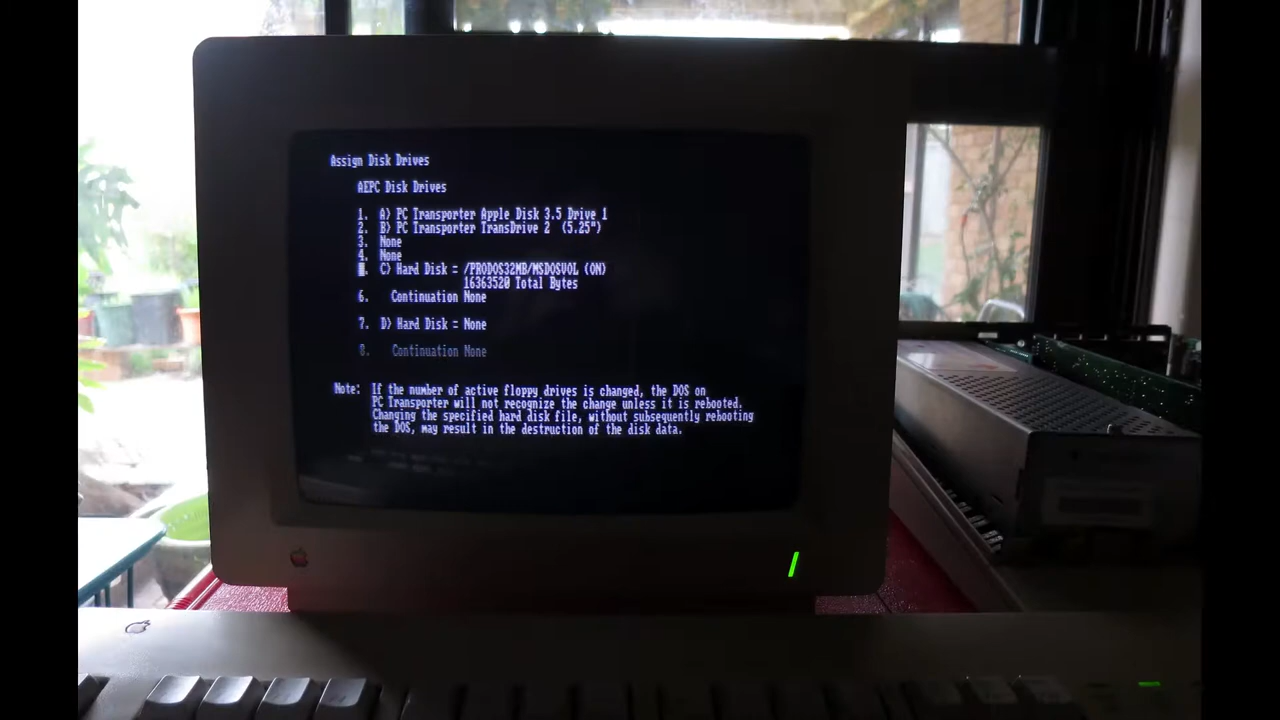 Assign Disk Drives
AEPC Disk Drives
1. A) PC Transporter Apple Disk 3.5 Drive 1
2. B) PC Transporter TransDrive 2 (5.25")
3. None
4. None
. C) Hard Disk = /PRODOS32MB/MSDOSVOL (ON)
16363520 Total Bytes
6. Continuation None
7. D) Hard Disk = None
8. Continuation None
Note: If the number of active floppy drives is changed, the DOS on
PC Transporter will not recognize the change unless it is rebooted.
Changing the specified hard disk file, without subsequently rebooting
the DOS, may result in the destruction of the disk data.